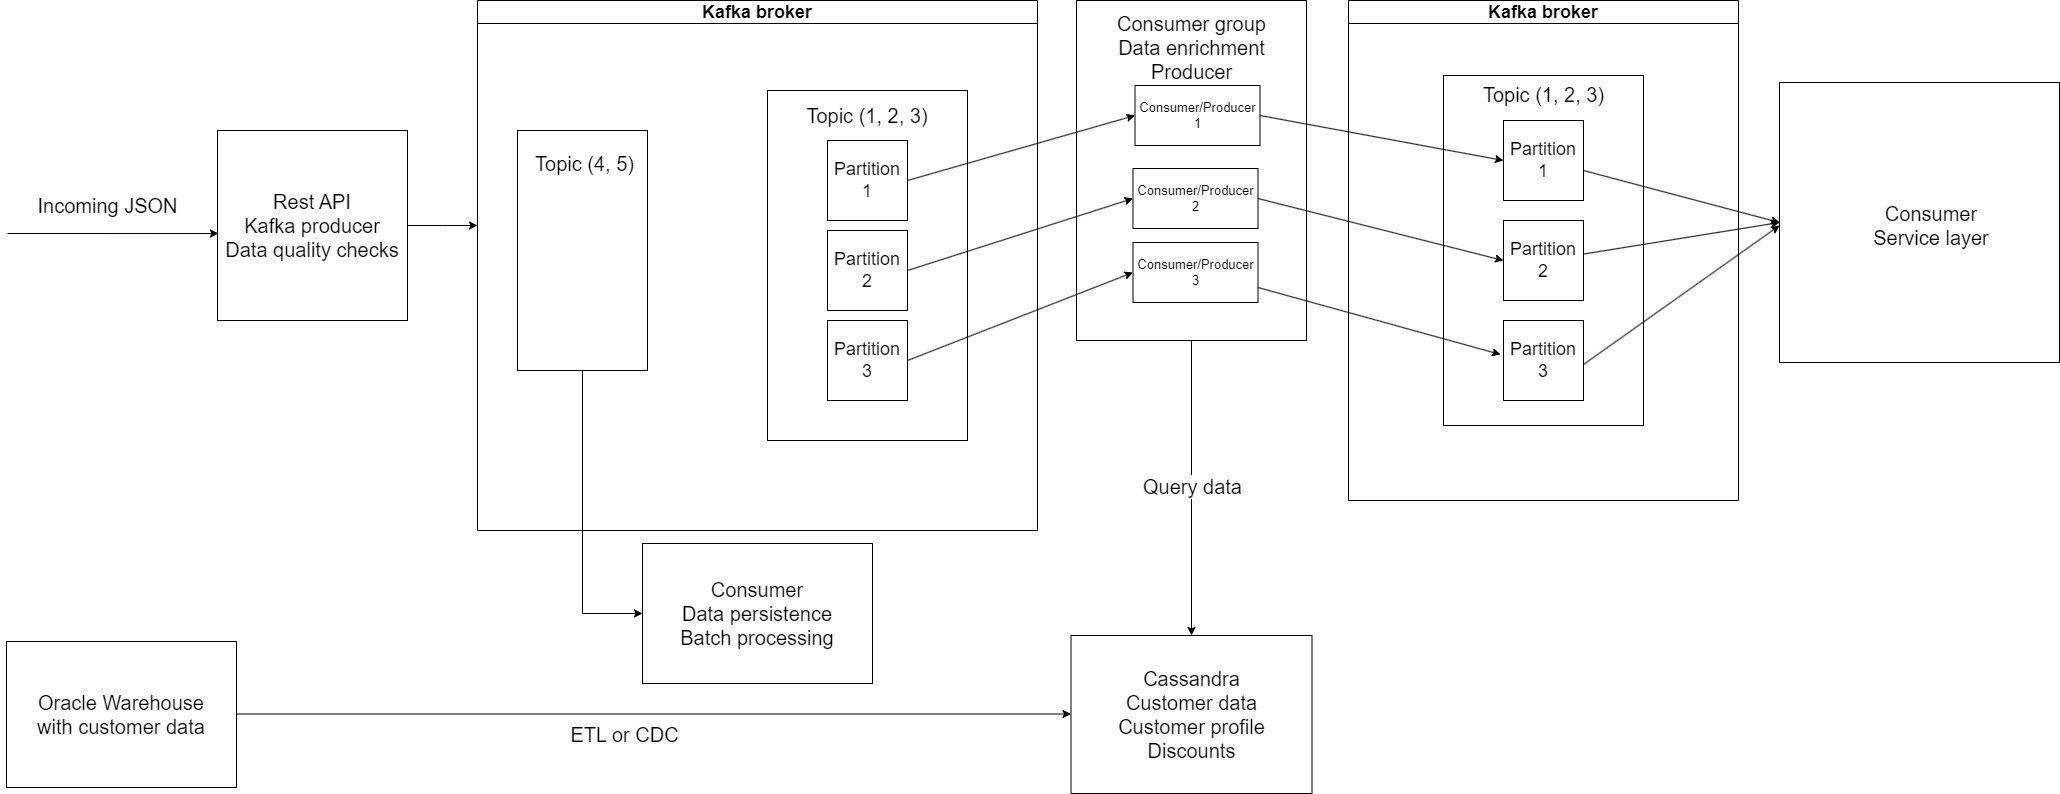 Incoming JSON
Rest API
Kafka producer
Data quality checks
Kafka broker
Topic (4, 5)
Topic (1, 2, 3)
Partition
1
Partition
2
Partition
3
Consumer group
Data enrichment
Producer
Consumer/Producer
1
Consumer/Producer
2
Consumer/Producer
3
Kafka broker
Topic (1, 2, 3)
Partition
1
Partition
2
Partition
3
Consumer
Service layer
Query data
Consumer
Data persistence
Batch processing
Oracle Warehouse
with customer data
ETL or CDC
Cassandra
Customer data
Customer profile
Discounts